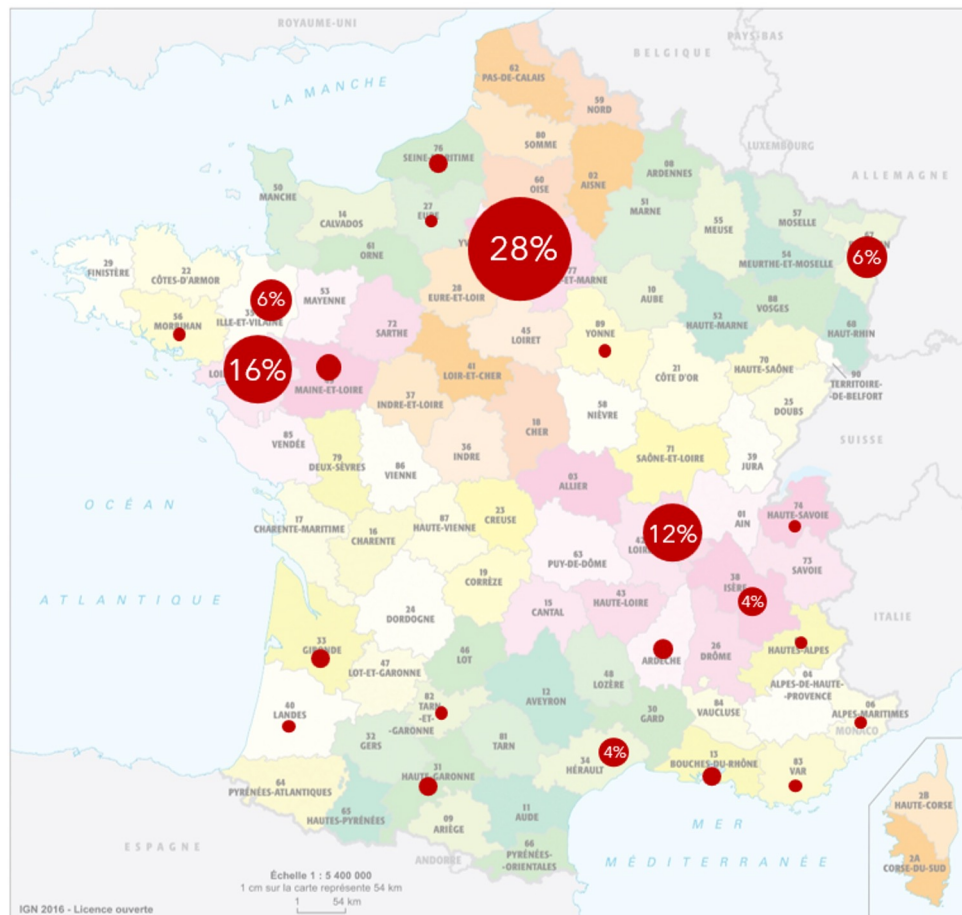 ROYAUME-UNI
PAYS-BAS
BELGIQUE
LA MANCHE
62
PAS-DE-CALAIS
59
NORD
80
SOMME
LUXEMBOURG
ALLEMAGNE
76
SEINE-MARITIME
02
AISNE
08
ARDENNES
60
OISE
50
MANCHE
27
EURE
51
MARNE
57
MOSELLE
14
CALVADOS
55
MEUSE
67
28%
6%
61
ORNE
54
MEURTHE-ET-MOSELLE
77
ET-MARNE
29
FINISTÈRE
22
CÔTES-D'ARMOR
53
MAYENNE
28
EURE-ET-LOIR
10
AUBE
88
VOSGES
6%
35
ILLE-ET-VILAINE
56
MORBIHAN
72
SARTHE
45
LOIRET
89
YONNE
52
HAUTE-MARNE
68
HAUT-RHIN
16%
MAINE-ET-LOIRE
41
LOIR-ET-CHER
21
CÔTE D'OR
70
HAUTE-SAÔNE
90
TERRITOIRE-
DE-BELFORT
37
INDRE-ET-LOIRE
58
NIÈVRE
25
DOUBS
18
CHER
SUISSE
85
VENDÉE
79
DEUX-SÈVRES
86
VIENNE
36
INDRE
71
SAÔNE-ET-LOIRE
39
JURA
03
ALLIER
OCÉAN
17
CHARENTE-MARITIME
87
HAUTE-VIENNE
23
CREUSE
01
AIN
74
HAUTE-SAVOIE
16
CHARENTE
12%
42
LOIRE
63
PUY-DE-DÔME
73
SAVOIE
19
CORRÈZE
38
ISÈRE
ATLANTIQUE
4%
ITALIE
24
DORDOGNE
15
CANTAL
43
HAUTE-LOIRE
33
GIRONDE
46
LOT
ARDÈCHE
26
DRÔME
HAUTES-ALPES
47
LOT-ET-GARONNE
48
LOZÈRE
04
ALPES-DE-HAUTE-
PROVENCE
40
LANDES
82
TARN
-ET-
GARONNE
12
AVEYRON
30
GARD
84
VAUCLUSE
06
ALPES-MARITIMES
MONACO
32
GERS
81
TARN
4%
34
HÉRAULT
13
BOUCHES-DU-RHÔNE
83
VAR
31
HAUTE-GARONNE
64
PYRÉNÉES-ATLANTIQUES
65
HAUTES-PYRÉNÉES
11
AUDE
09
ARIÈGE
2B
HAUTE-CORSE
MER
MÉDITERRANÉE
ESPAGNE
ANDORRE
66
PYRÉNÉES-
ORIENTALES
2A
CORSE-DU-SUD
Échelle 1 : 5 400 000
1 cm sur la carte représente 54 km
1 54 km
IGN 2016 - Licence ouverte